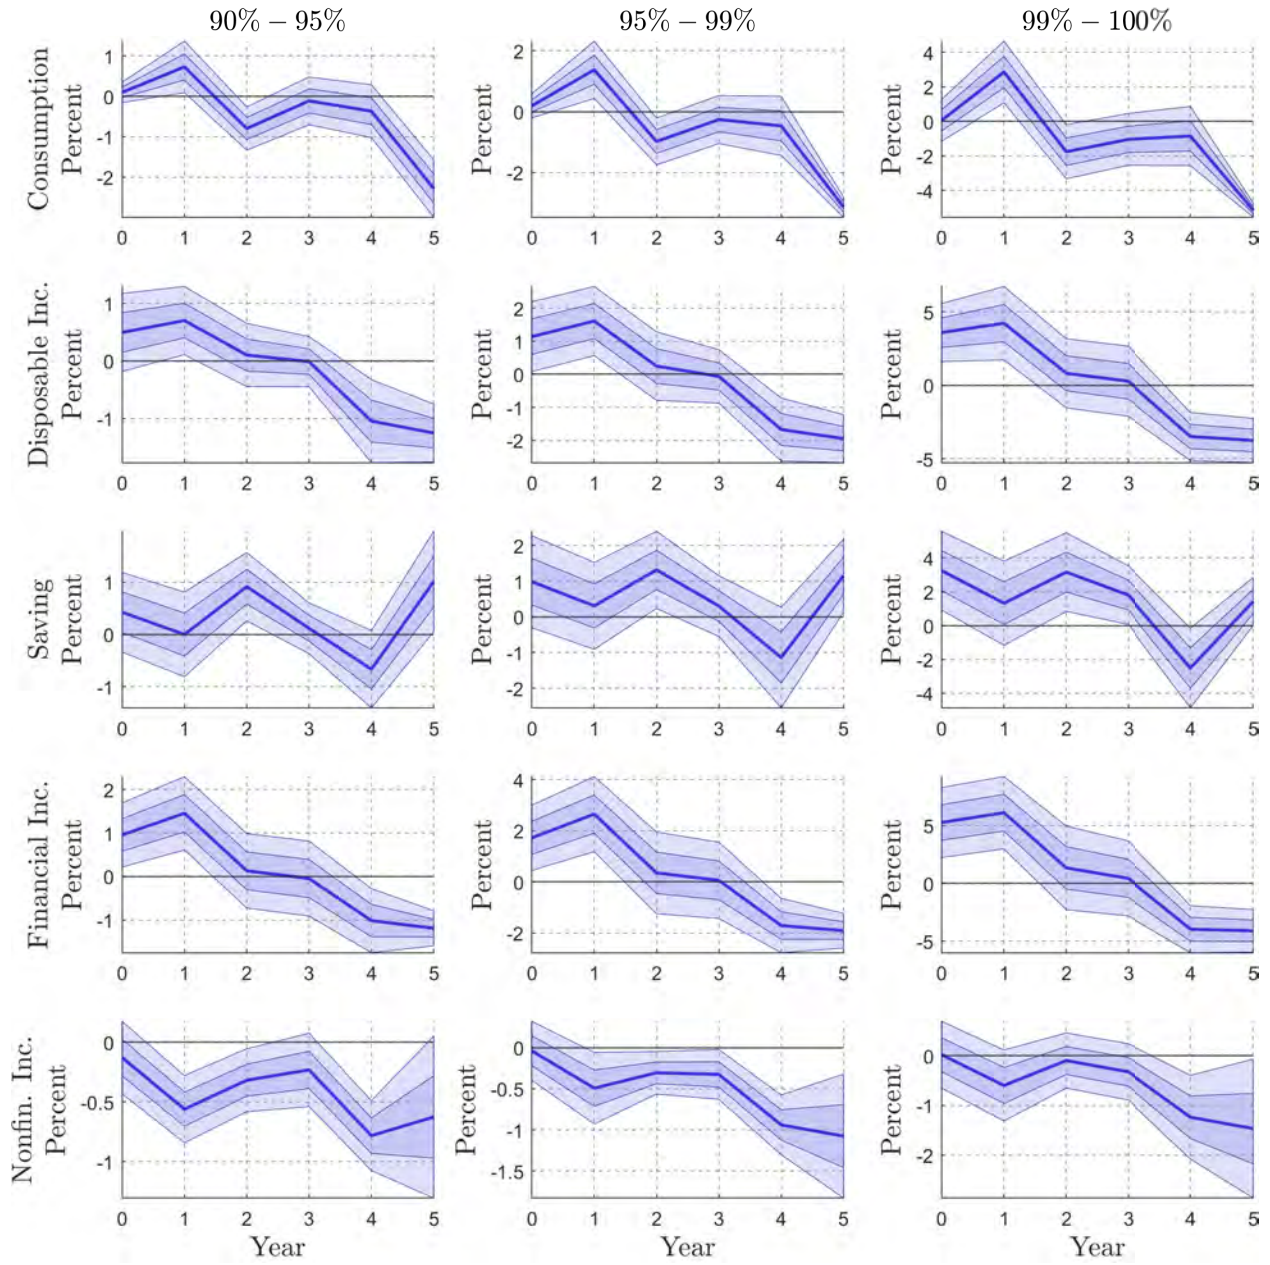 90% – 95%
95% – 99%
99% – 100%
Consumption
Percent
1
0
-1
-2
0 1 2 3 4 5
Percent
2
0
-2
0 1 2 3 4 5
Percent
4
2
0
-2
-4
0 1 2 3 4 5
Disposable Inc.
Percent
1
0
-1
0 1 2 3 4 5
Percent
2
1
0
-1
-2
0 1 2 3 4 5
Percent
5
0
-5
0 1 2 3 4 5
Saving
Percent
1
0
-1
0 1 2 3 4 5
Percent
2
1
0
-1
-2
0 1 2 3 4 5
Percent
4
2
0
-2
-4
0 1 2 3 4 5
Financial Inc.
Percent
2
1
0
-1
0 1 2 3 4 5
Percent
4
2
0
-2
0 1 2 3 4 5
Percent
5
0
-5
0 1 2 3 4 5
Nonfin. Inc.
Percent
0
-0.5
-1
0 1 2 3 4 5
Year
Percent
0
-0.5
-1
-1.5
0 1 2 3 4 5
Year
Percent
0
-1
-2
0 1 2 3 4 5
Year